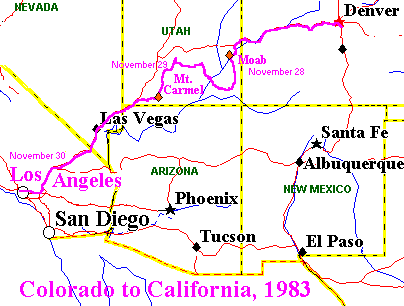 NEVADA
Denver
UTAH
November 29
Moab
Mt.
Carmel
November 28
Las Vegas
Santa Fe
November 30
Albuquerque
Los Angeles
ARIZONA
NEW MEXICO
Phoenix
San Diego
Tucson
El Paso
Colorado to California, 1983